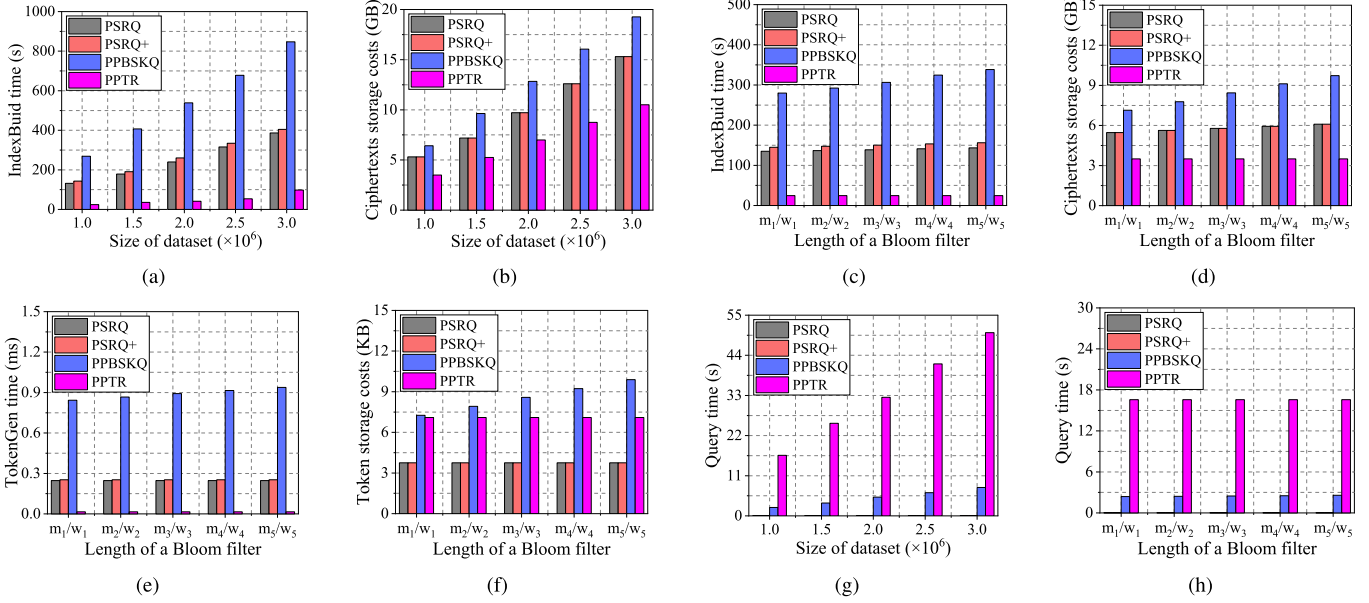 IndexBuid time (s)
1000
800
600
400
200
0
PSRQ
PSRQ+
PPBSKQ
PPTR
1.0 1.5 2.0 2.5 3.0
Size of dataset (×10⁶)
(a)
Ciphertexts storage costs (GB)
20
15
10
5
0
PSRQ
PSRQ+
PPBSKQ
PPTR
1.0 1.5 2.0 2.5 3.0
Size of dataset (×10⁶)
(b)
IndexBuid time (s)
500
400
300
200
100
0
PSRQ
PSRQ+
PPBSKQ
PPTR
m₁/w₁ m₂/w₂ m₃/w₃ m₄/w₄ m₅/w₅
Length of a Bloom filter
(c)
Ciphertexts storage costs (GB)
15
12
9
6
3
0
PSRQ
PSRQ+
PPBSKQ
PPTR
m₁/w₁ m₂/w₂ m₃/w₃ m₄/w₄ m₅/w₅
Length of a Bloom filter
(d)
TokenGen time (ms)
1.5
1.2
0.9
0.6
0.3
0.0
PSRQ
PSRQ+
PPBSKQ
PPTR
m₁/w₁ m₂/w₂ m₃/w₃ m₄/w₄ m₅/w₅
Length of a Bloom filter
(e)
Token storage costs (KB)
15
12
9
6
3
0
PSRQ
PSRQ+
PPBSKQ
PPTR
m₁/w₁ m₂/w₂ m₃/w₃ m₄/w₄ m₅/w₅
Length of a Bloom filter
(f)
Query time (s)
55
44
33
22
11
0
PSRQ
PSRQ+
PPBSKQ
PPTR
1.0 1.5 2.0 2.5 3.0
Size of dataset (×10⁶)
(g)
Query time (s)
30
27
24
21
18
15
12
9
6
3
0
PSRQ
PSRQ+
PPBSKQ
PPTR
m₁/w₁ m₂/w₂ m₃/w₃ m₄/w₄ m₅/w₅
Length of a Bloom filter
(h)